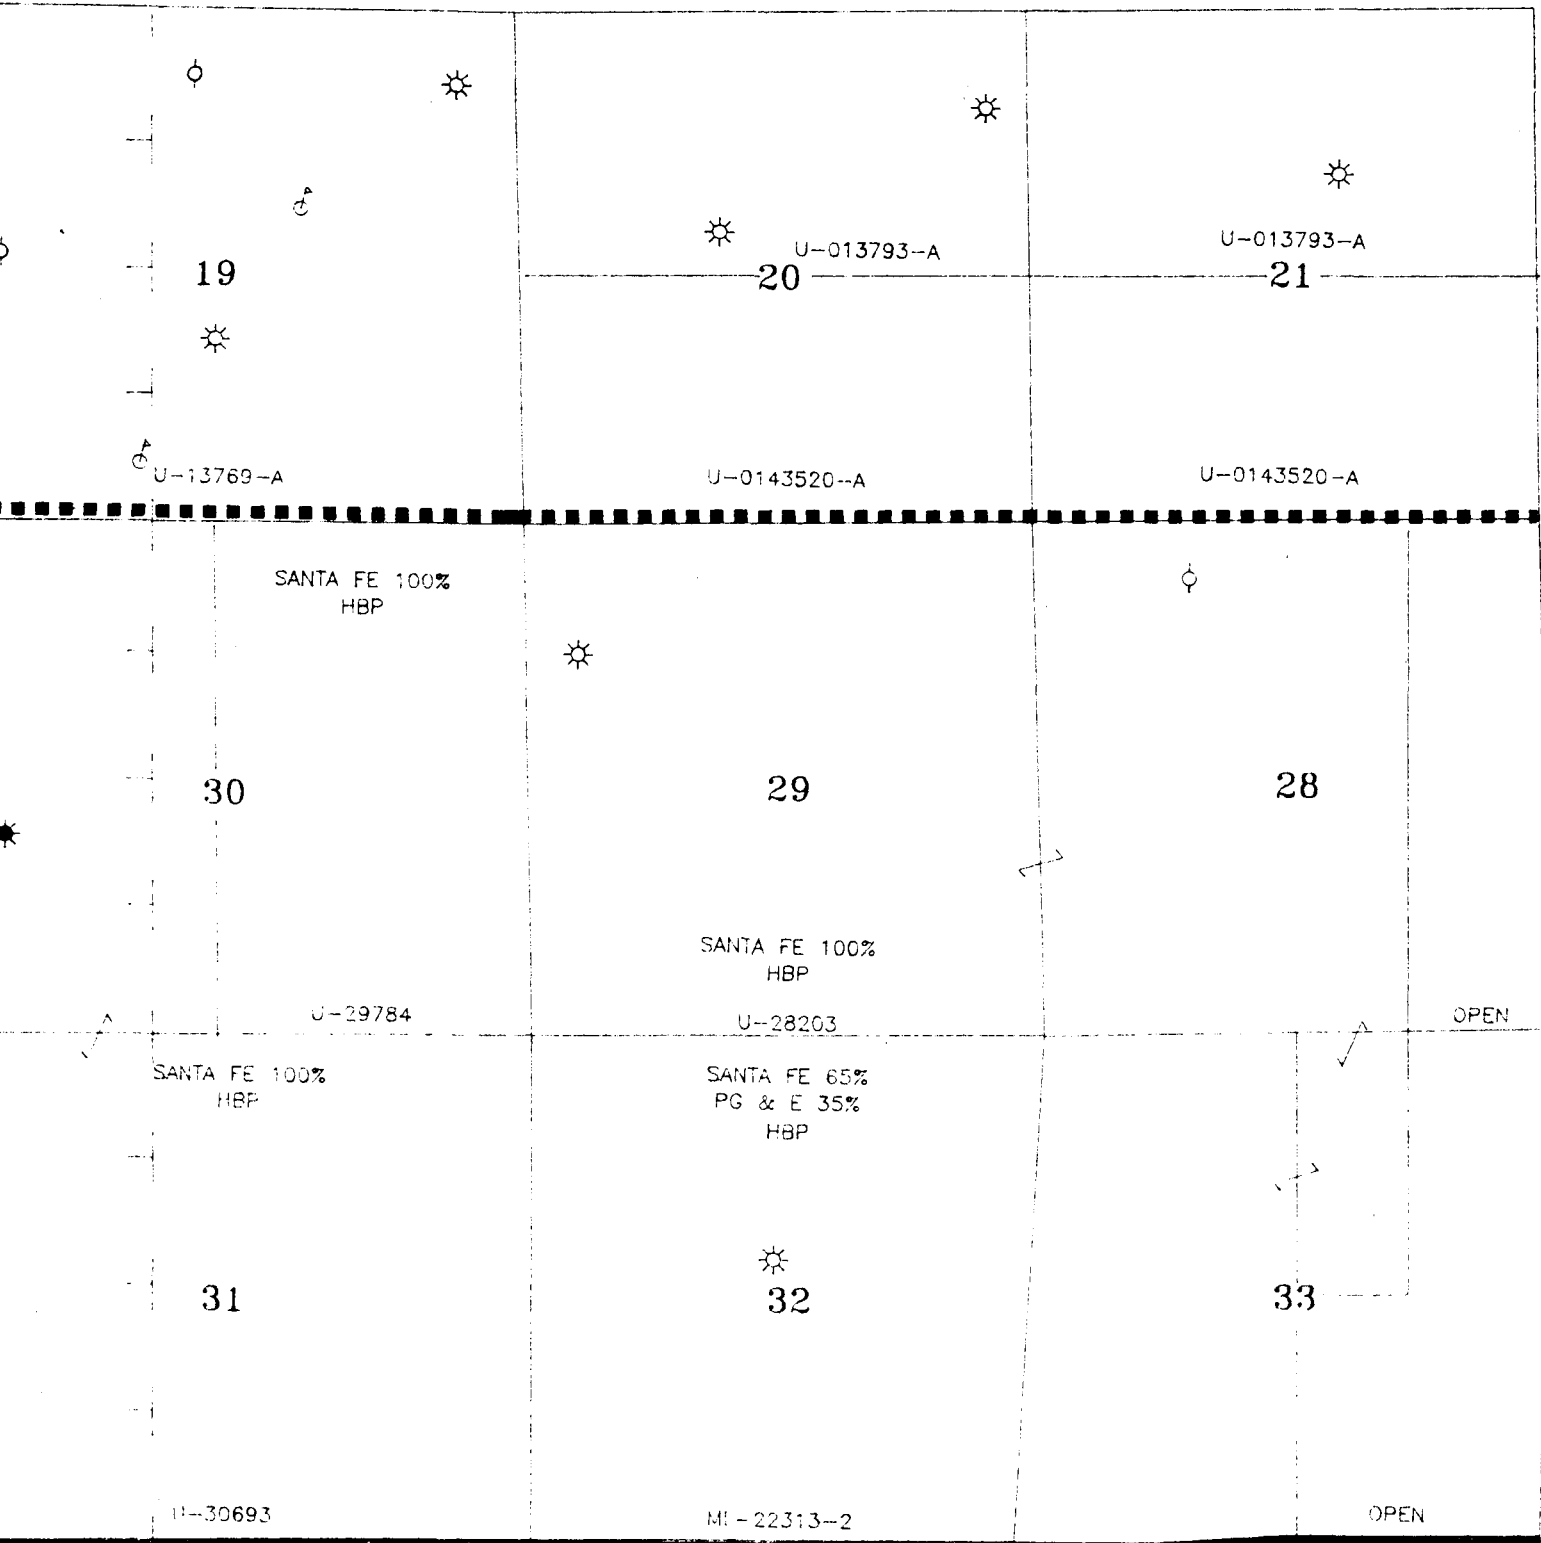 U-013793-A
U-013793-A
19
20
21
U-13769-A
U-0143520-A
U-0143520-A
SANTA FE 100%
HBP
30
29
28
SANTA FE 100%
HBP
U-29784
U-28203
OPEN
SANTA FE 100%
HBP
SANTA FE 65%
PG & E 35%
HBP
31
32
33
U-30693
ML-22313-2
OPEN